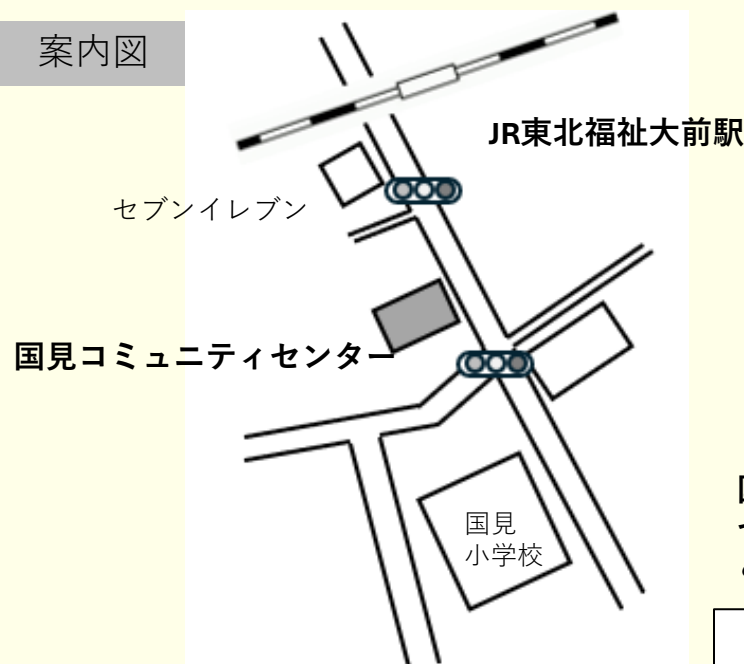 案内図
JR東北福祉大前駅
セブンイレブン
国見コミュニティセンター
国見
小学校